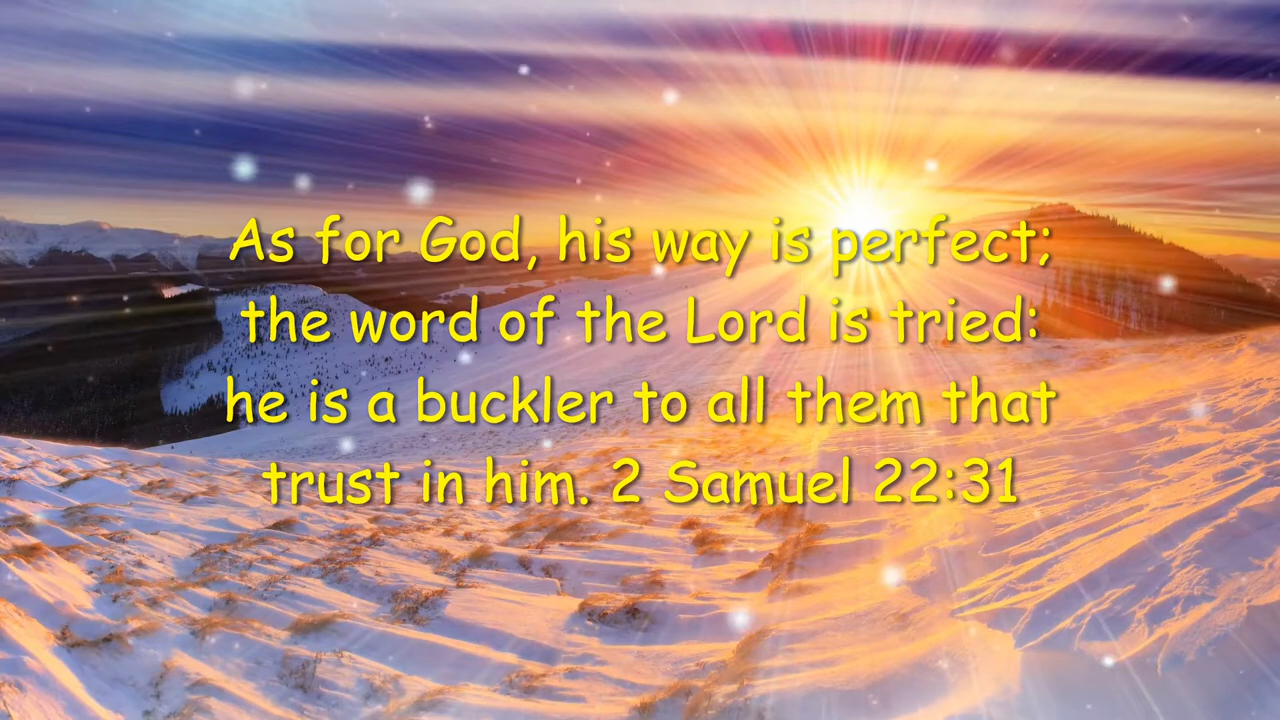 As for God, his way is perfect;
the word of the Lord is tried:
he is a buckler to all them that
trust in him. 2 Samuel 22:31